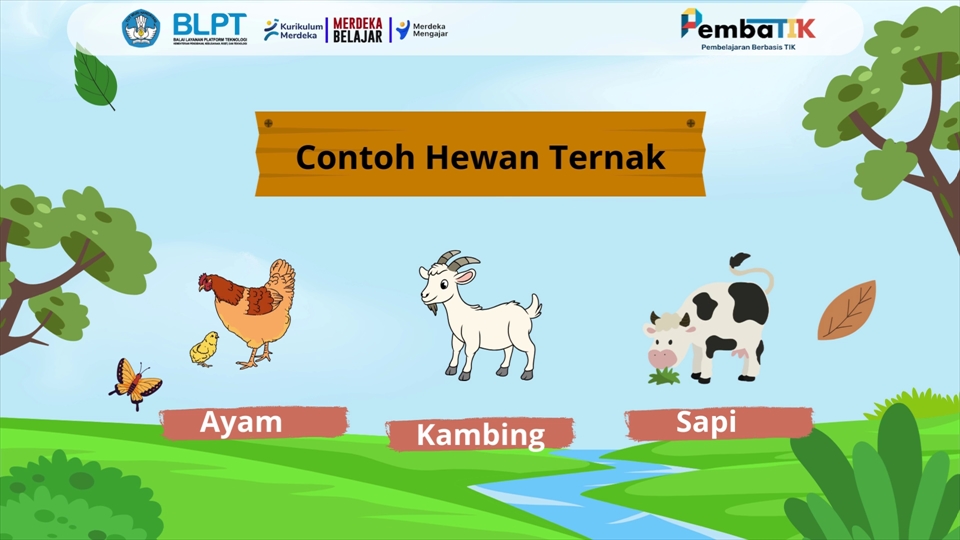 BLPT
BALAI LAYANAN PLATFORM TEKNOLOGI
Kurikulum
Merdeka
MERDEKA
BELAJAR
Merdeka
Mengajar
PembaTIK
Pembelajaran Berbasis TIK
Contoh Hewan Ternak
Ayam
Kambing
Sapi